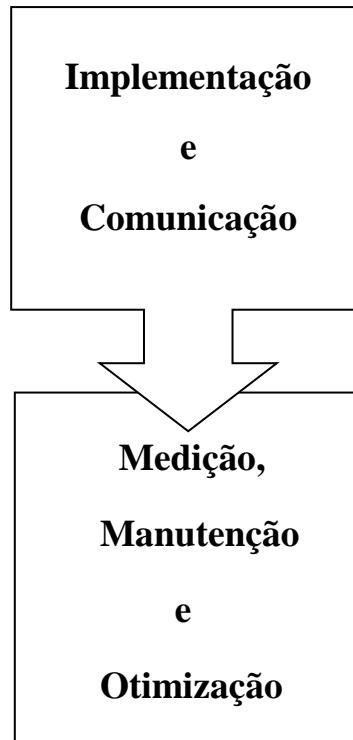 Implementação
e
Comunicação
Medição,
Manutenção
e
Otimização